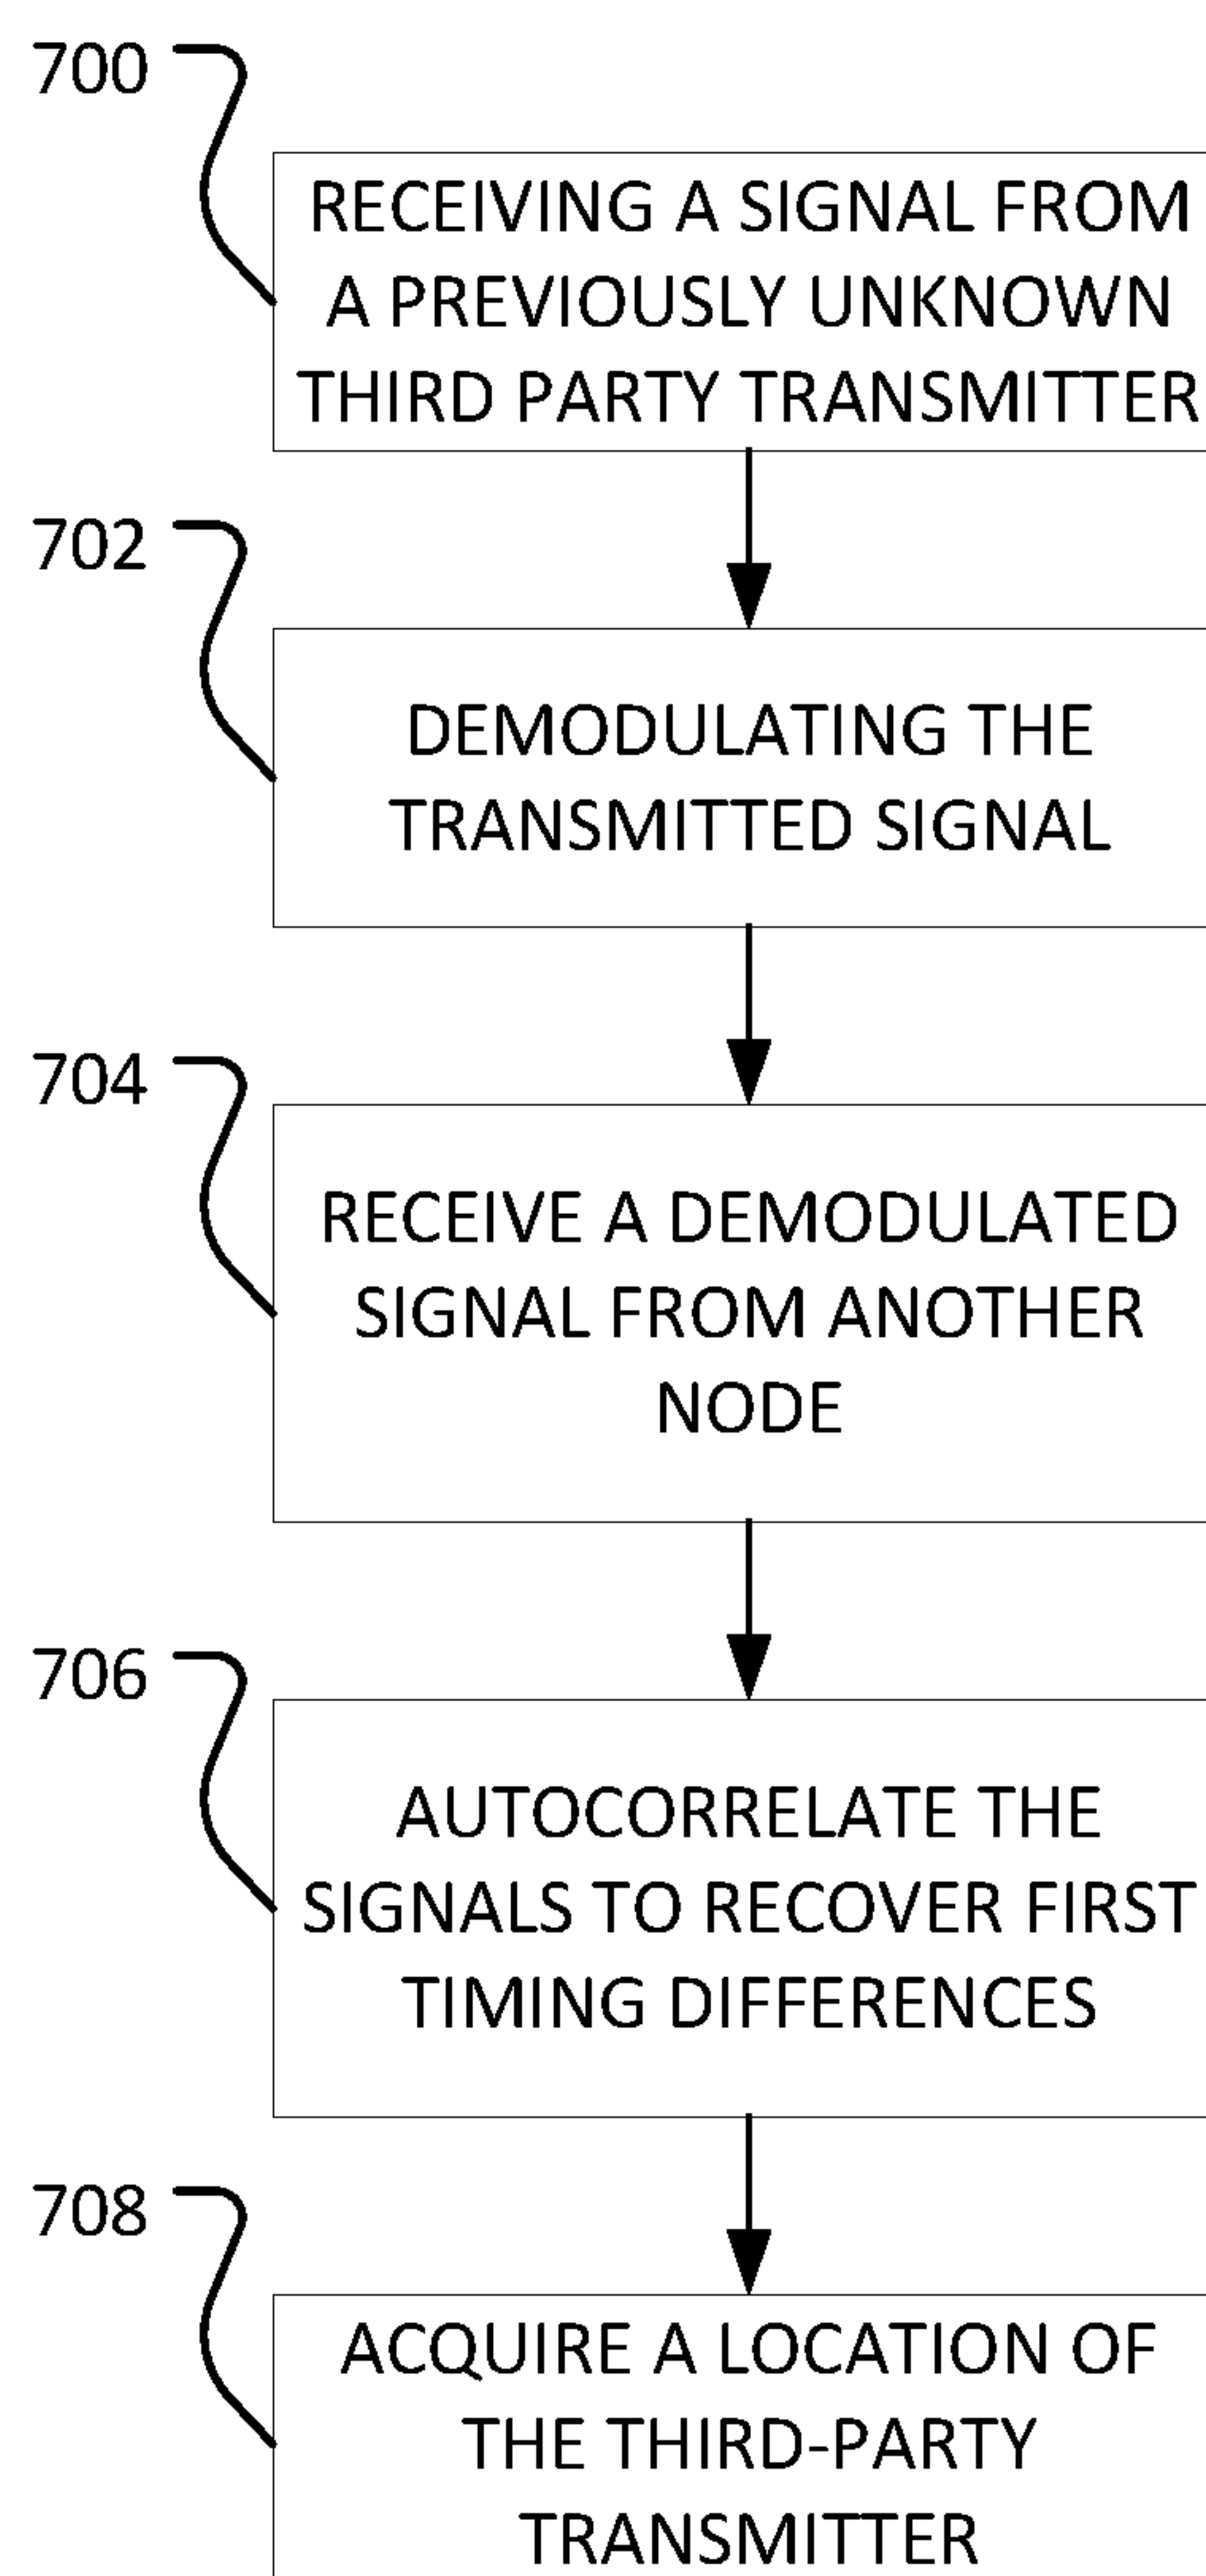 700
RECEIVING A SIGNAL FROM
A PREVIOUSLY UNKNOWN
THIRD PARTY TRANSMITTER
702
DEMODULATING THE
TRANSMITTED SIGNAL
704
RECEIVE A DEMODULATED
SIGNAL FROM ANOTHER
NODE
706
AUTOCORRELATE THE
SIGNALS TO RECOVER FIRST
TIMING DIFFERENCES
708
ACQUIRE A LOCATION OF
THE THIRD-PARTY
TRANSMITTER